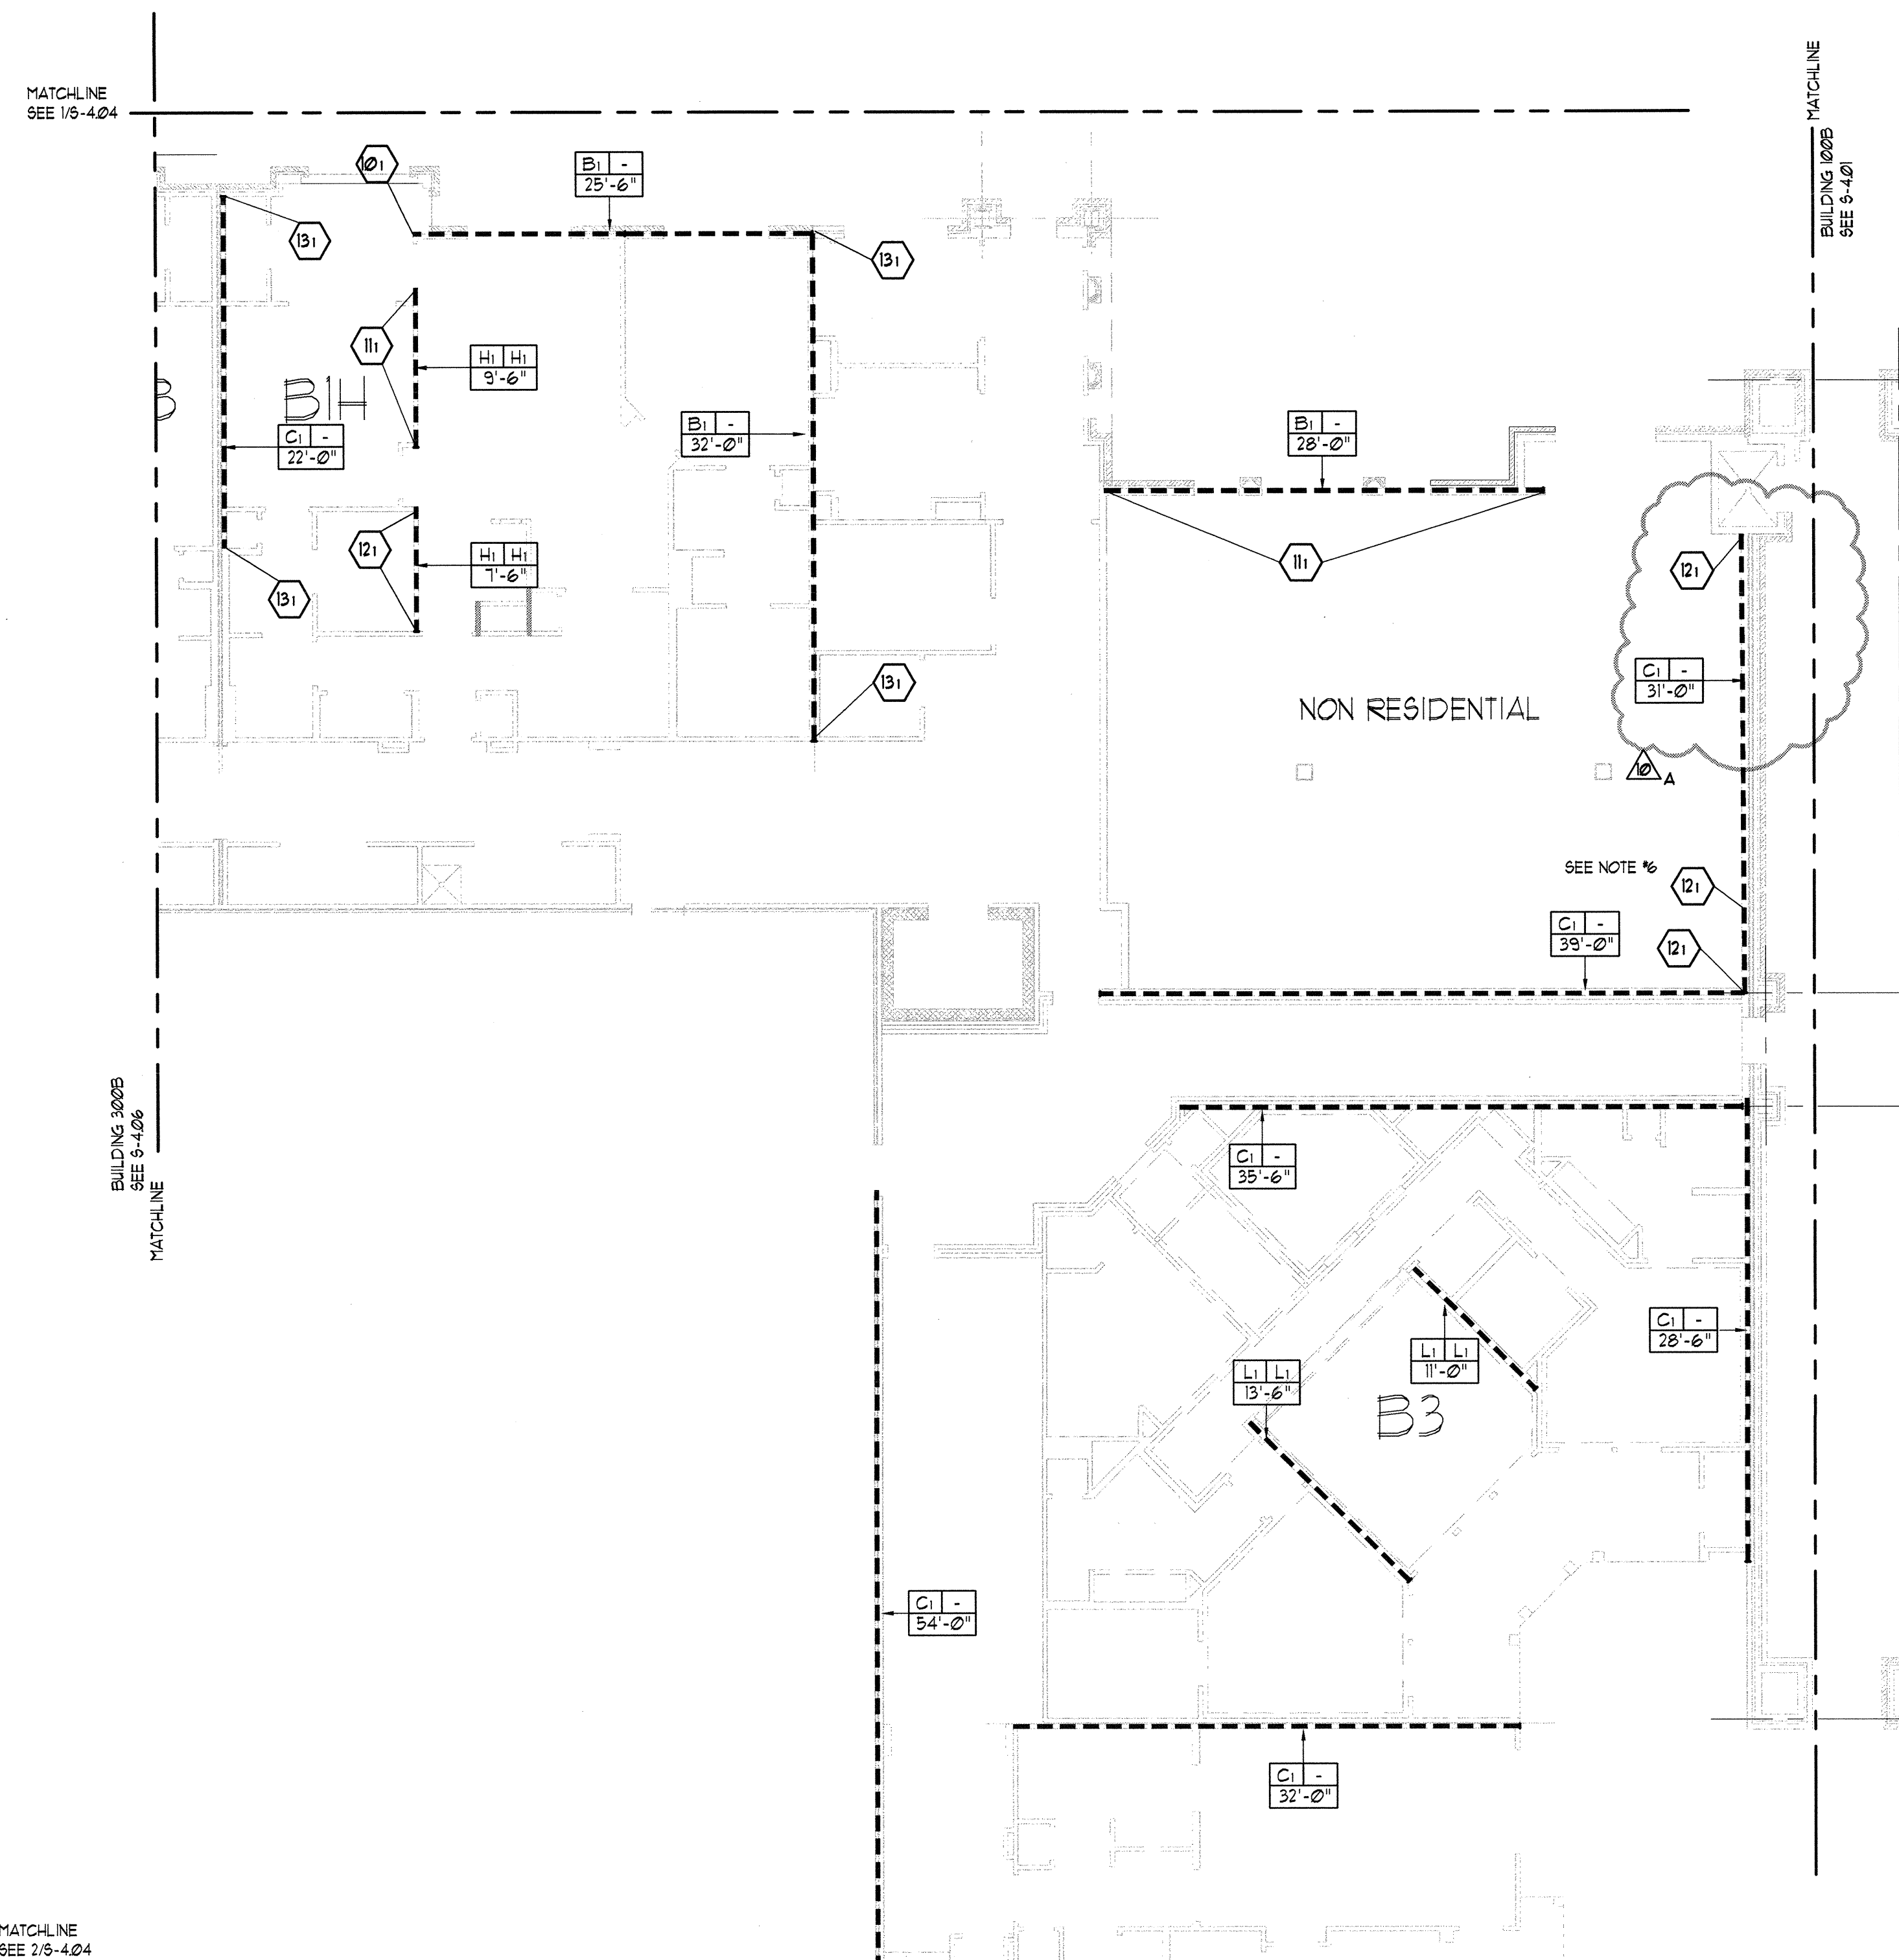 MATCHLINE
SEE 1/S-4.04
MATCHLINE
BUILDING 100B
SEE S-4.01
10₁
B₁ -
25'-6"
13₁
13₁
11₁
H₁ H₁
9'-6"
B
B1H
C₁ -
22'-0"
B₁ -
32'-0"
B₁ -
28'-0"
12₁
H₁ H₁
7'-6"
11₁
12₁
13₁
C₁ -
31'-0"
13₁
NON RESIDENTIAL
10
A
SEE NOTE #6
12₁
C₁ -
39'-0"
12₁
BUILDING 300B
SEE S-4.06
MATCHLINE
C₁ -
35'-6"
C₁ -
28'-6"
L₁ L₁
11'-0"
L₁ L₁
13'-6"
B3
C₁ -
54'-0"
C₁ -
32'-0"
MATCHLINE
SEE 2/S-4.04